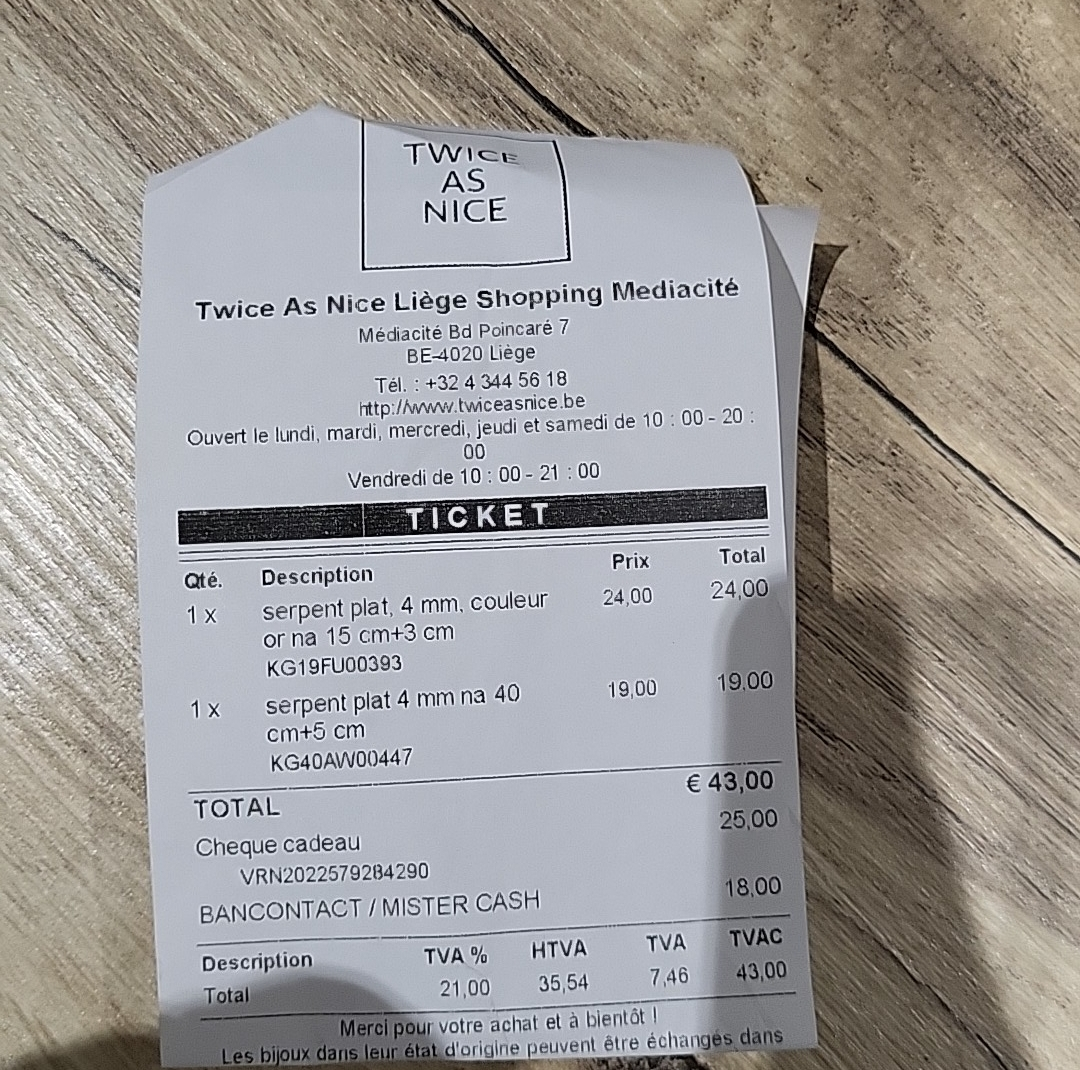 TWICE
AS
NICE
Twice As Nice Liège Shopping Mediacité
Médiacité Bd Poincaré 7
BE-4020 Liège
Tél. : +32 4 344 56 18
http://www.twiceasnice.be
Ouvert le lundi, mardi, mercredi, jeudi et samedi de 10 : 00 - 20 :
00
Vendredi de 10 : 00 - 21 : 00
TICKET
Qté. Description Prix Total
1 x serpent plat, 4 mm, couleur 24,00 24,00
or na 15 cm+3 cm
KG19FU00393
1 x serpent plat 4 mm na 40 19,00 19,00
cm+5 cm
KG40AW00447
TOTAL € 43,00
Cheque cadeau 25,00
VRN2022579284290
BANCONTACT / MISTER CASH 18,00
Description TVA % HTVA TVA TVAC
Total 21,00 35,54 7,46 43,00
Merci pour votre achat et à bientôt !
Les bijoux dans leur état d'origine peuvent être échangés dans